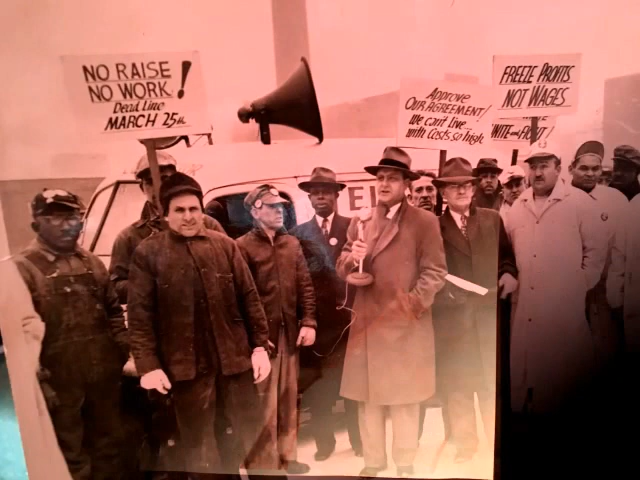 NO RAISE
NO WORK!
Dead Line
MARCH 25th
APPROVE
OUR AGREEMENT!
We can't live
with Costs so high
FREEZE PROFITS
NOT WAGES.